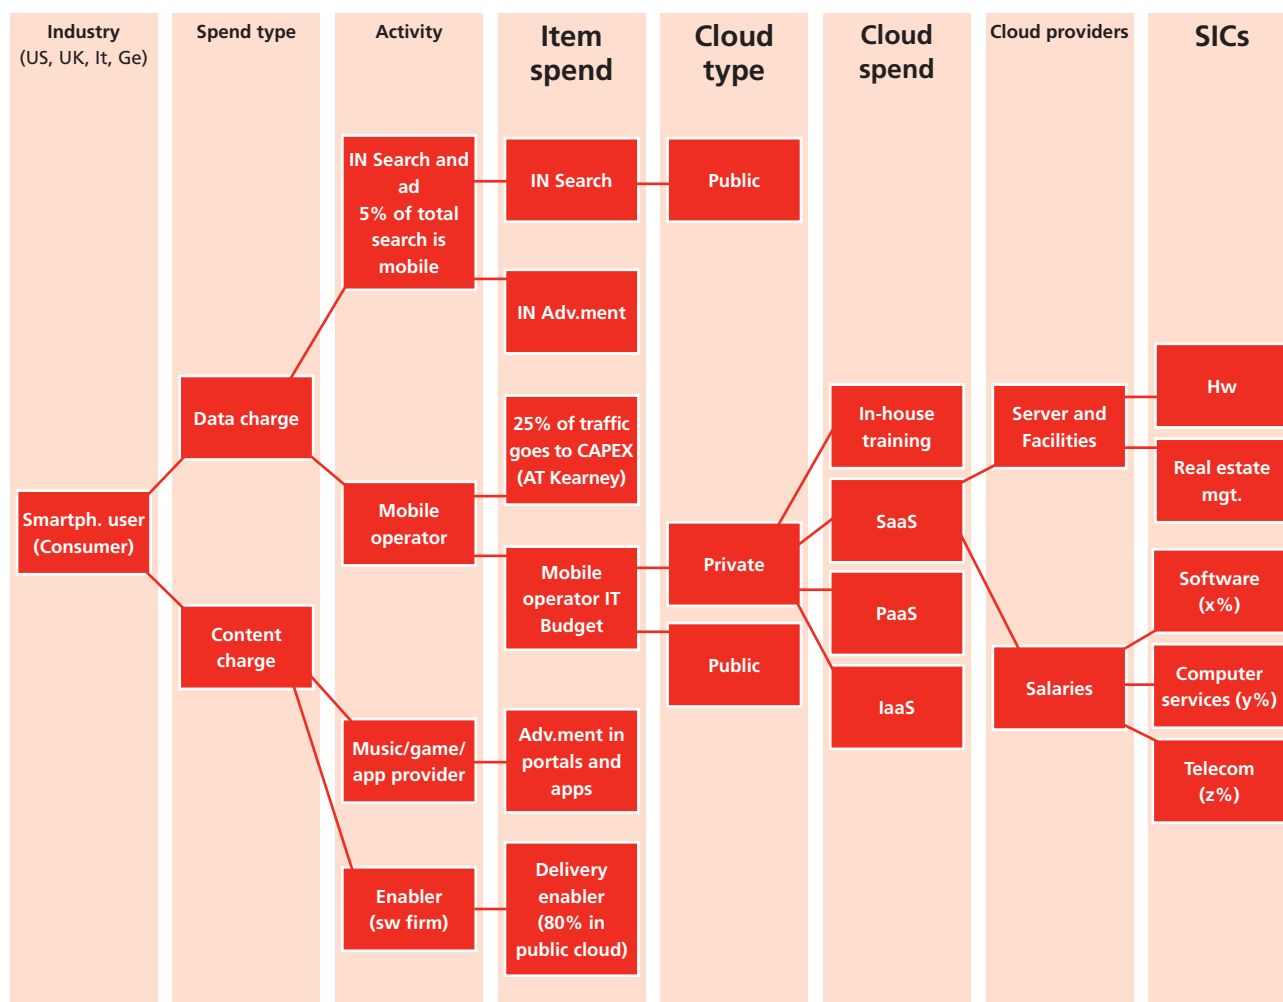 Industry
(US, UK, It, Ge)
Spend type
Activity
Item
spend
Cloud
type
Cloud
spend
Cloud providers
SICs
Smartph. user
(Consumer)
Data charge
Content
charge
IN Search and
ad
5% of total
search is
mobile
Mobile
operator
Music/game/
app provider
Enabler
(sw firm)
IN Search
IN Adv.ment
25% of traffic
goes to CAPEX
(AT Kearney)
Mobile
operator IT
Budget
Adv.ment in
portals and
apps
Delivery
enabler
(80% in
public cloud)
Public
Private
Public
In-house
training
SaaS
PaaS
IaaS
Server and
Facilities
Salaries
Hw
Real estate
mgt.
Software
(x%)
Computer
services (y%)
Telecom
(z%)